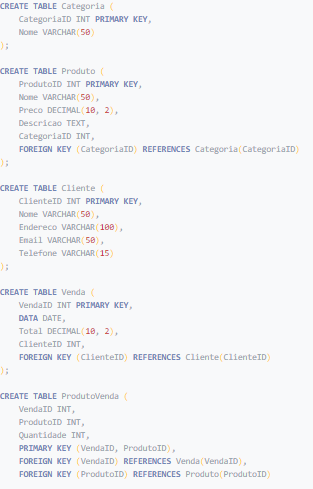 CREATE TABLE Categoria (
    CategoriaID INT PRIMARY KEY,
    Nome VARCHAR(50)
);

CREATE TABLE Produto (
    ProdutoID INT PRIMARY KEY,
    Nome VARCHAR(50),
    Preco DECIMAL(10, 2),
    Descricao TEXT,
    CategoriaID INT,
    FOREIGN KEY (CategoriaID) REFERENCES Categoria(CategoriaID)
);

CREATE TABLE Cliente (
    ClienteID INT PRIMARY KEY,
    Nome VARCHAR(50),
    Endereco VARCHAR(100),
    Email VARCHAR(50),
    Telefone VARCHAR(15)
);

CREATE TABLE Venda (
    VendaID INT PRIMARY KEY,
    DATA DATE,
    Total DECIMAL(10, 2),
    ClienteID INT,
    FOREIGN KEY (ClienteID) REFERENCES Cliente(ClienteID)
);

CREATE TABLE ProdutoVenda (
    VendaID INT,
    ProdutoID INT,
    Quantidade INT,
    PRIMARY KEY (VendaID, ProdutoID),
    FOREIGN KEY (VendaID) REFERENCES Venda(VendaID),
    FOREIGN KEY (ProdutoID) REFERENCES Produto(ProdutoID)